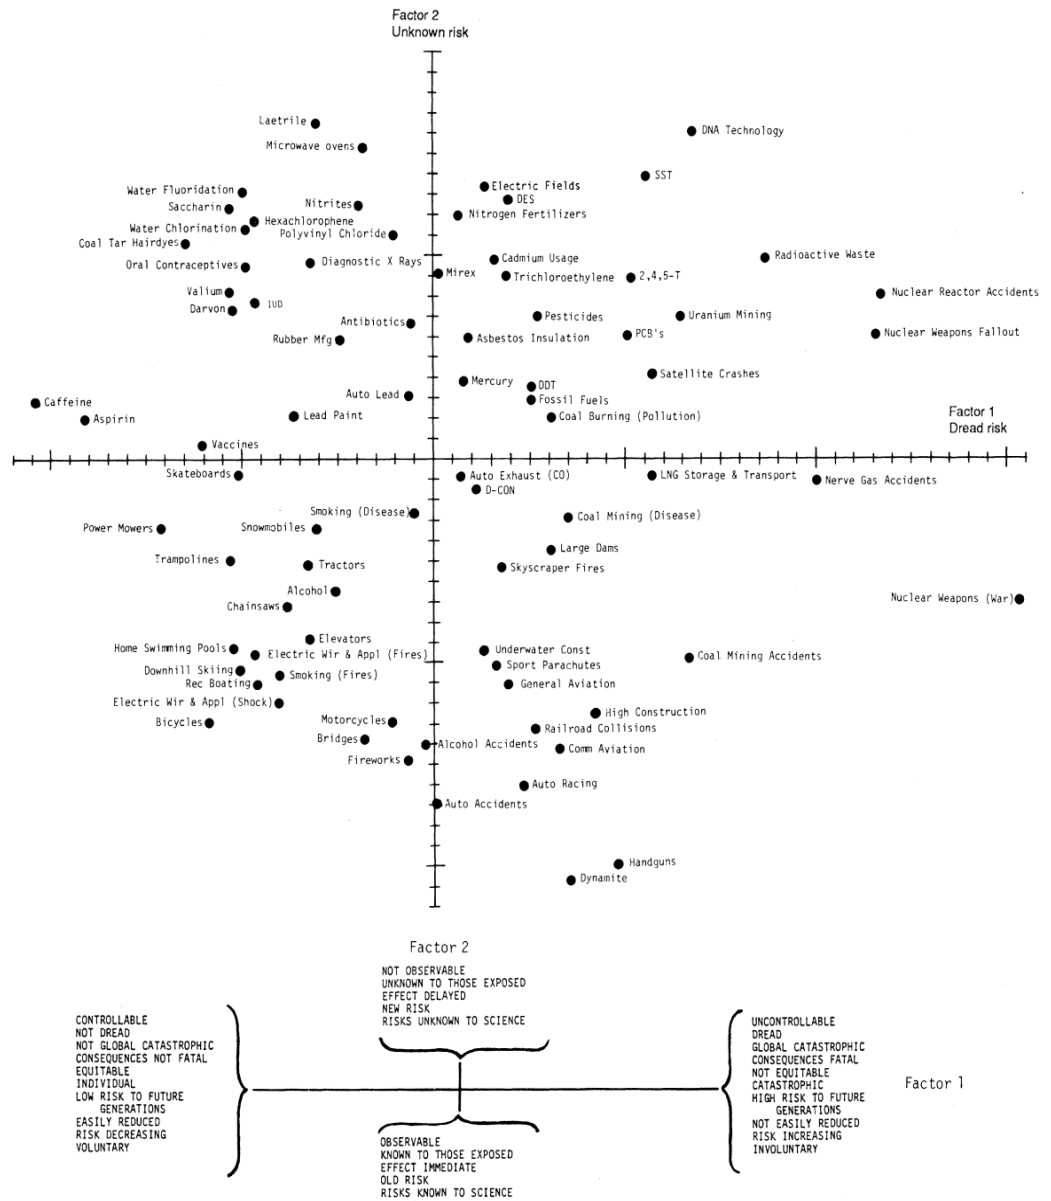 Factor 2
Unknown risk
Laetrile
DNA Technology
Microwave ovens
SST
Water Fluoridation
Electric Fields
DES
Saccharin
Nitrites
Nitrogen Fertilizers
Hexachlorophene
Water Chlorination
Polyvinyl Chloride
Coal Tar Hairdyes
Radioactive Waste
Oral Contraceptives
Diagnostic X Rays
Cadmium Usage
Mirex
Trichloroethylene
2,4,5-T
Valium
IUD
Nuclear Reactor Accidents
Darvon
Antibiotics
Pesticides
Uranium Mining
Rubber Mfg
Asbestos Insulation
PCB's
Nuclear Weapons Fallout
Satellite Crashes
Mercury
DDT
Auto Lead
Fossil Fuels
Caffeine
Aspirin
Lead Paint
Coal Burning (Pollution)
Factor 1
Dread risk
Vaccines
Skateboards
Auto Exhaust (CO)
LNG Storage & Transport
Nerve Gas Accidents
D-CON
Smoking (Disease)
Coal Mining (Disease)
Power Mowers
Snowmobiles
Large Dams
Trampolines
Tractors
Skyscraper Fires
Alcohol
Nuclear Weapons (War)
Chainsaws
Elevators
Home Swimming Pools
Electric Wir & Appl (Fires)
Underwater Const
Coal Mining Accidents
Downhill Skiing
Smoking (Fires)
Sport Parachutes
Rec Boating
General Aviation
Electric Wir & Appl (Shock)
High Construction
Bicycles
Motorcycles
Railroad Collisions
Bridges
Alcohol Accidents
Comm Aviation
Fireworks
Auto Racing
Auto Accidents
Handguns
Dynamite
Factor 2
NOT OBSERVABLE
UNKNOWN TO THOSE EXPOSED
EFFECT DELAYED
NEW RISK
RISKS UNKNOWN TO SCIENCE
CONTROLLABLE
NOT DREAD
NOT GLOBAL CATASTROPHIC
CONSEQUENCES NOT FATAL
EQUITABLE
INDIVIDUAL
LOW RISK TO FUTURE
GENERATIONS
EASILY REDUCED
RISK DECREASING
VOLUNTARY
UNCONTROLLABLE
DREAD
GLOBAL CATASTROPHIC
CONSEQUENCES FATAL
NOT EQUITABLE
CATASTROPHIC
HIGH RISK TO FUTURE
GENERATIONS
NOT EASILY REDUCED
RISK INCREASING
INVOLUNTARY
Factor 1
OBSERVABLE
KNOWN TO THOSE EXPOSED
EFFECT IMMEDIATE
OLD RISK
RISKS KNOWN TO SCIENCE